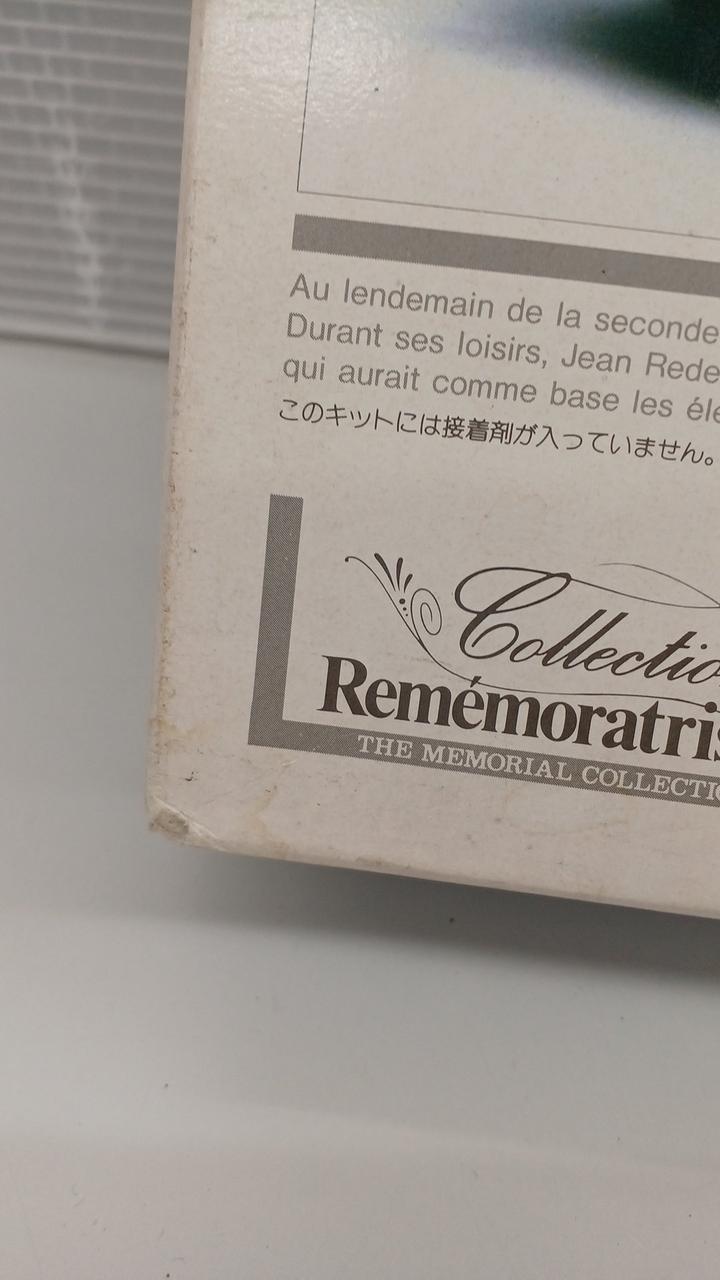 Au lendemain de la seconde
Durant ses loisirs, Jean Rede
qui aurait comme base les élé
このキットには接着剤が入っていません。
Collectio
Remémoratris
THE MEMORIAL COLLECTIO